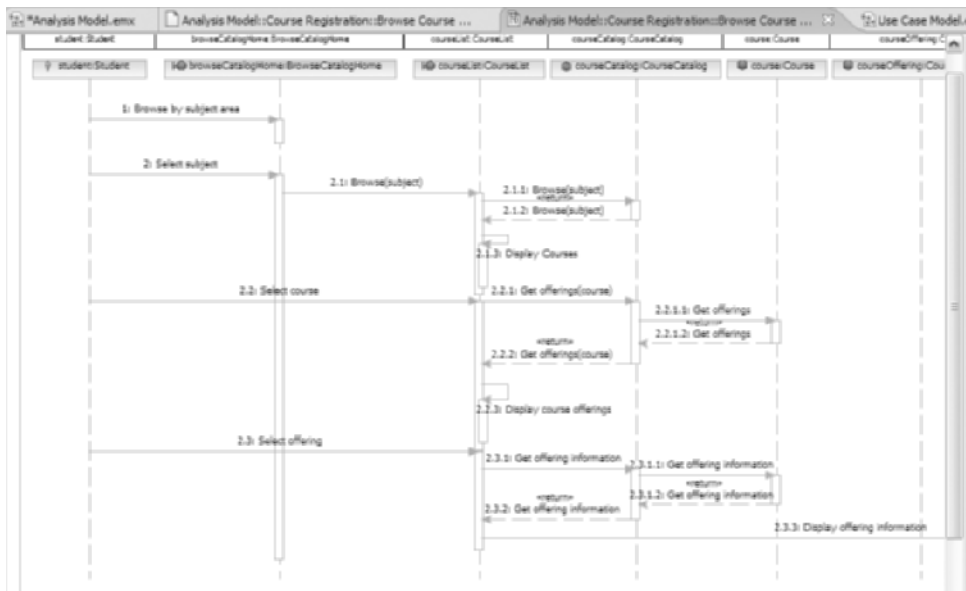 *Analysis Model.emx
Analysis Model::Course Registration::Browse Course ...
Analysis Model::Course Registration::Browse Course ...
Use Case Model.
student:Student
browseCatalogHome:BrowseCatalogHome
courseList:CourseList
courseCatalog:CourseCatalog
course:Course
courseOffering:C
student:Student
browseCatalogHome:BrowseCatalogHome
courseList:CourseList
courseCatalog:CourseCatalog
course:Course
courseOffering:Cou
1: Browse by subject area
2: Select subject
2.1: Browse(subject)
2.1.1: Browse(subject)
«return»
2.1.2: Browse(subject)
2.1.3: Display Courses
2.2: Select course
2.2.1: Get offerings(course)
2.2.1.1: Get offerings
«return»
2.2.1.2: Get offerings
«return»
2.2.2: Get offerings(course)
2.2.3: Display course offerings
2.3: Select offering
2.3.1: Get offering information
2.3.1.1: Get offering information
«return»
2.3.1.2: Get offering information
«return»
2.3.2: Get offering information
2.3.3: Display offering information